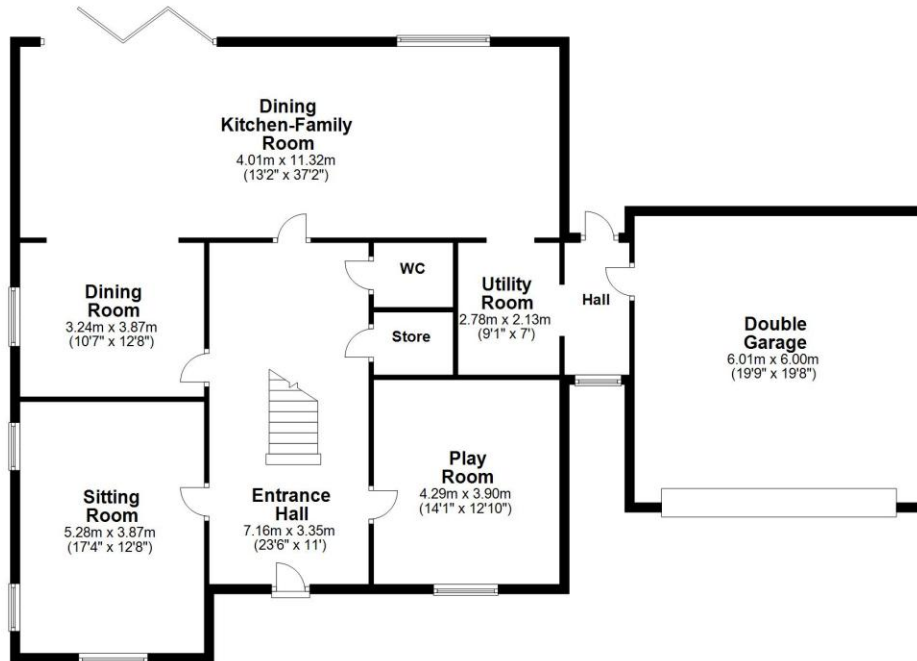 Dining
Kitchen-Family
Room
4.01m x 11.32m
(13'2" x 37'2")
WC
Utility
Room
2.78m x 2.13m
(9'1" x 7')
Hall
Dining
Room
3.24m x 3.87m
(10'7" x 12'8")
Store
Double
Garage
6.01m x 6.00m
(19'9" x 19'8")
Sitting
Room
5.28m x 3.87m
(17'4" x 12'8")
Entrance
Hall
7.16m x 3.35m
(23'6" x 11')
Play
Room
4.29m x 3.90m
(14'1" x 12'10")